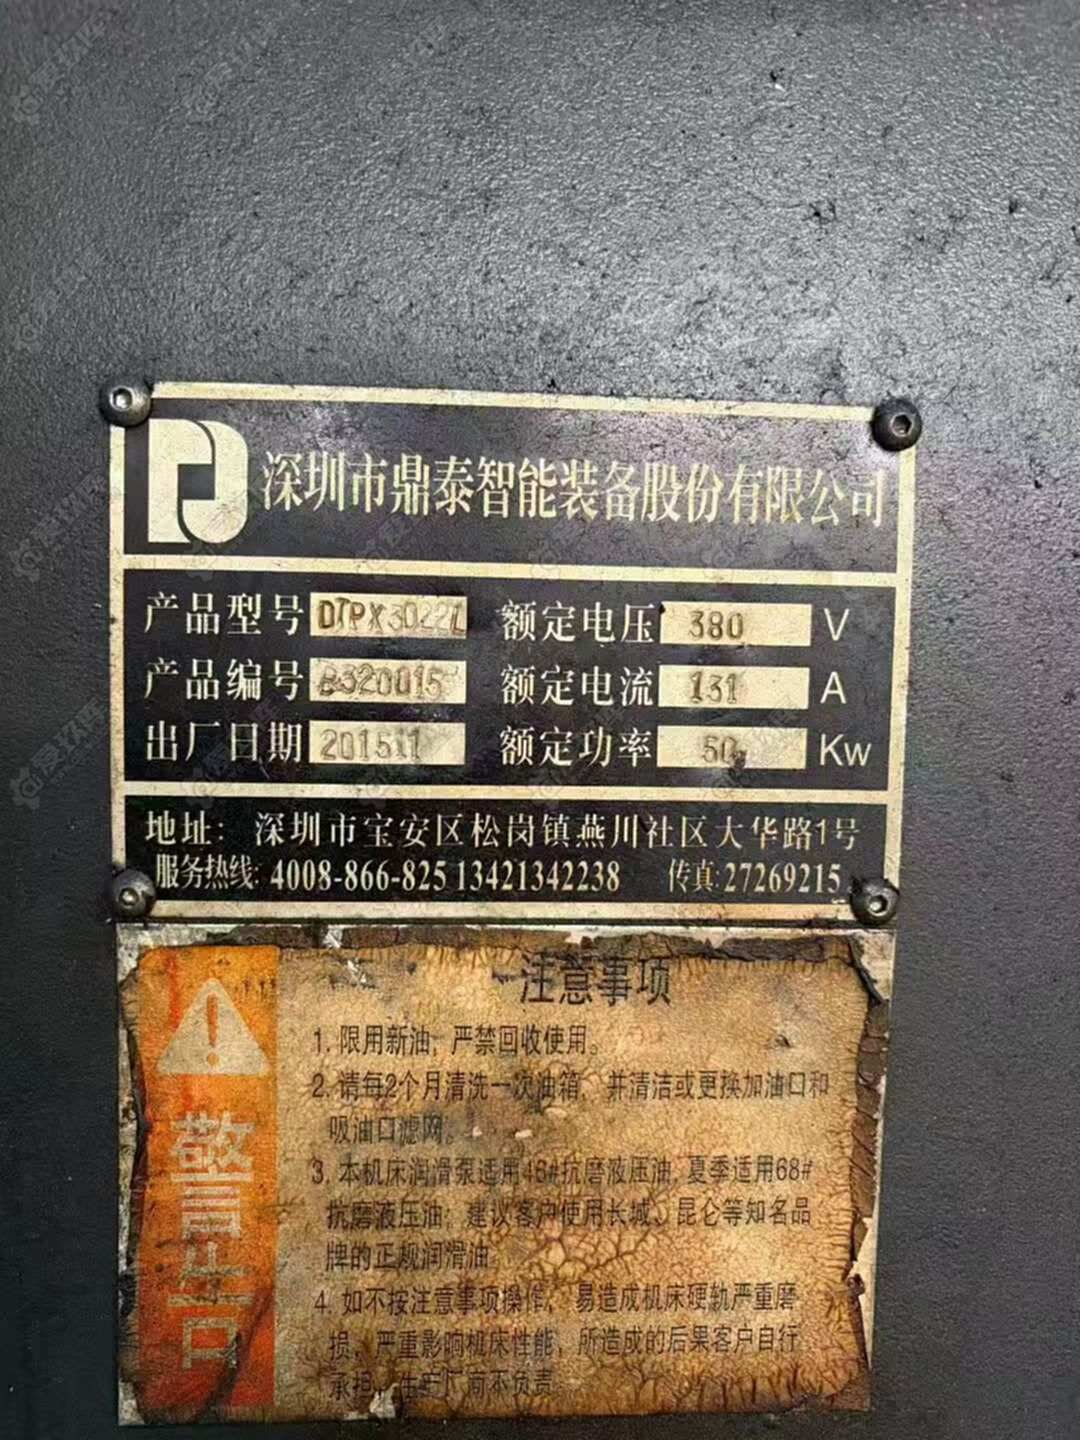 深圳市鼎泰智能装备股份有限公司
产品型号 DTPX3022L 额定电压 380 V
产品编号 B320015 额定电流 131 A
出厂日期 201511 额定功率 50 Kw
地址：深圳市宝安区松岗镇燕川社区大华路1号
服务热线: 4008-866-825 13421342238 传真:27269215
注意事项
警告
1. 限用新油，严禁回收使用。
2. 请每2个月清洗一次油箱，并清洁或更换加油口和
吸油口滤网。
3. 本机床润滑泵适用46#抗磨液压油,夏季适用68#
抗磨液压油；建议客户使用长城、昆仑等知名品
牌的正规润滑油
4. 如不按注意事项操作，易造成机床硬轨严重磨
损，严重影响机床性能，所造成的后果客户自行
承担，生产厂商不负责